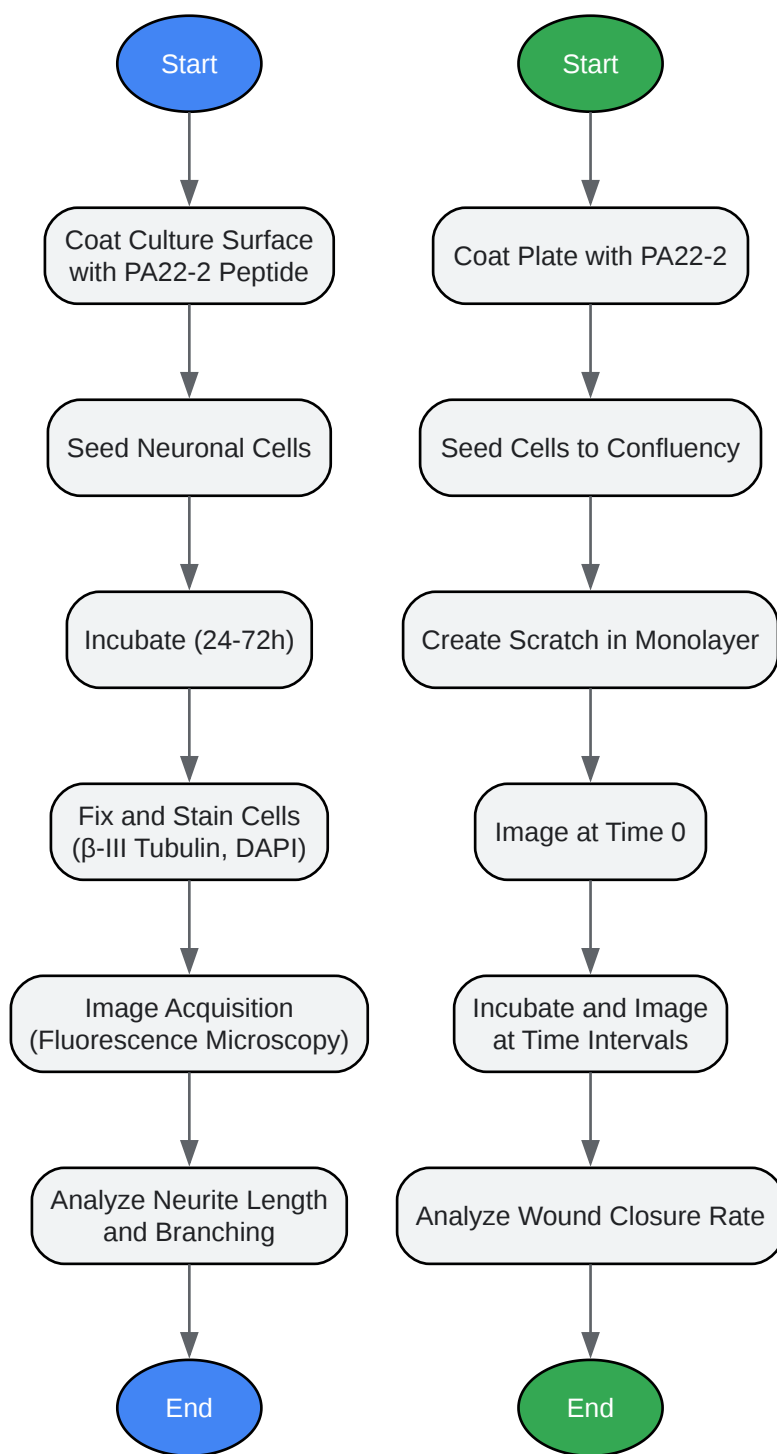 Start
Coat Culture Surface
with PA22-2 Peptide
Seed Neuronal Cells
Incubate (24-72h)
Fix and Stain Cells
(β-III Tubulin, DAPI)
Image Acquisition
(Fluorescence Microscopy)
Analyze Neurite Length
and Branching
End
Start
Coat Plate with PA22-2
Seed Cells to Confluency
Create Scratch in Monolayer
Image at Time 0
Incubate and Image
at Time Intervals
Analyze Wound Closure Rate
End